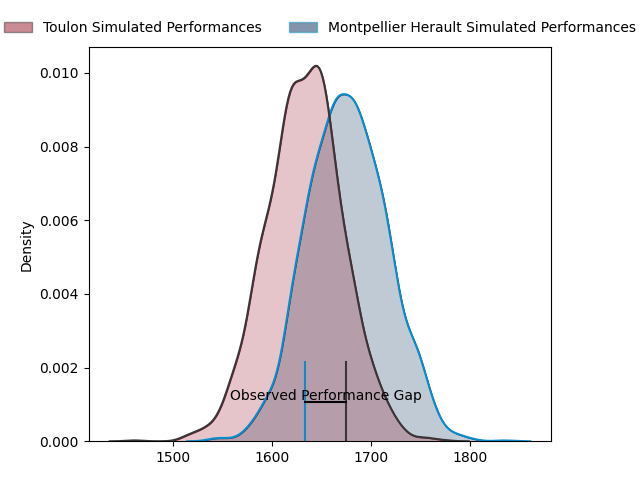 Toulon Simulated Performances Montpellier Herault Simulated Performances
0.010
0.008
0.006
0.004
0.002
0.000
Density
Observed Performance Gap
1500 1600 1700 1800